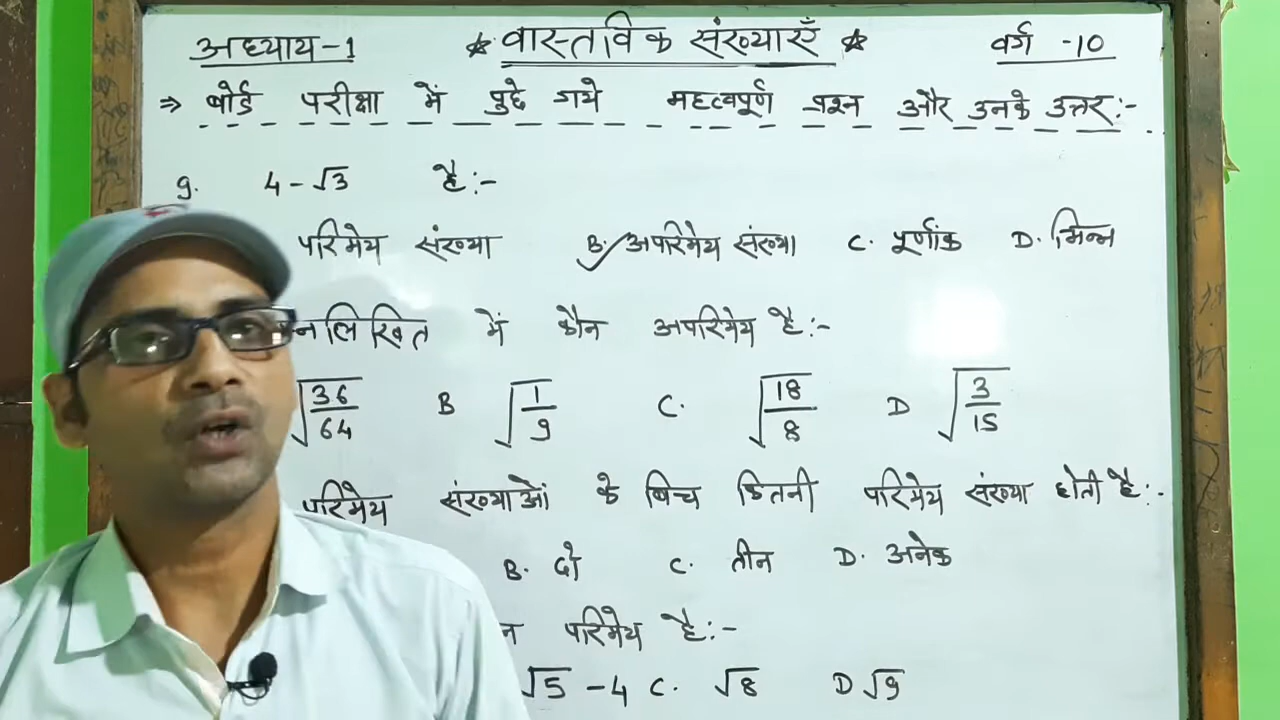 अध्याय-1 ☆ वास्तविक संख्याएँ ☆ वर्ग -10
⇒ बोर्ड परीक्षा में पुछे गये महत्वपूर्ण प्रश्न और उनके उत्तर:-
9. 4-√3 है:-
परिमेय संख्या B. ✓ अपरिमेय संख्या C. पूर्णांक D. भिन्न
नलिखित में कौन अपरिमेय है:-
√36/64 B √1/9 C. √18/8 D √3/15
परिमेय संख्याओं के बिच कितनी परिमेय संख्या होती है:-
B. दो C. तीन D. अनेक
न परिमेय है:-
√5 -4 C. √8 D √9